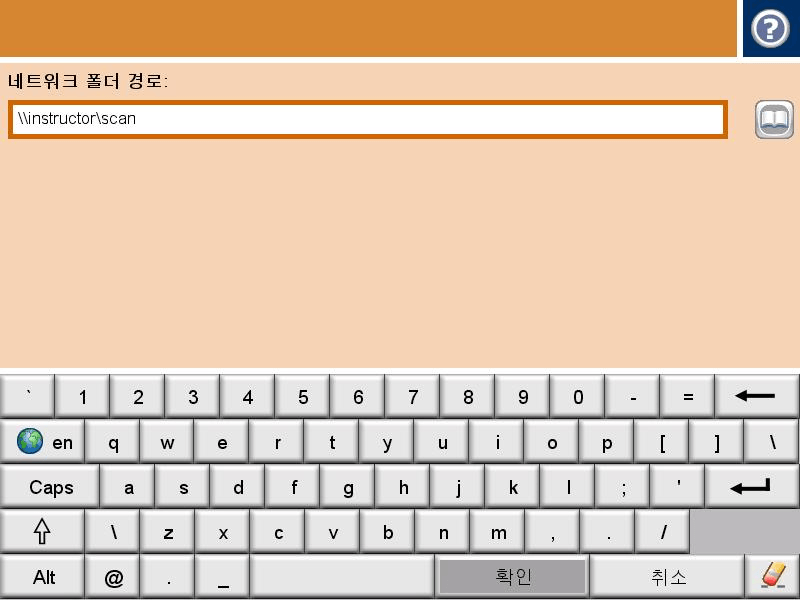 ?
네트워크 폴더 경로:
\\instructor\scan
` 1 2 3 4 5 6 7 8 9 0 - =
en q w e r t y u i o p [ ] \
Caps a s d f g h j k l ; '
\ z x c v b n m , . /
Alt @ . _ 확인 취소